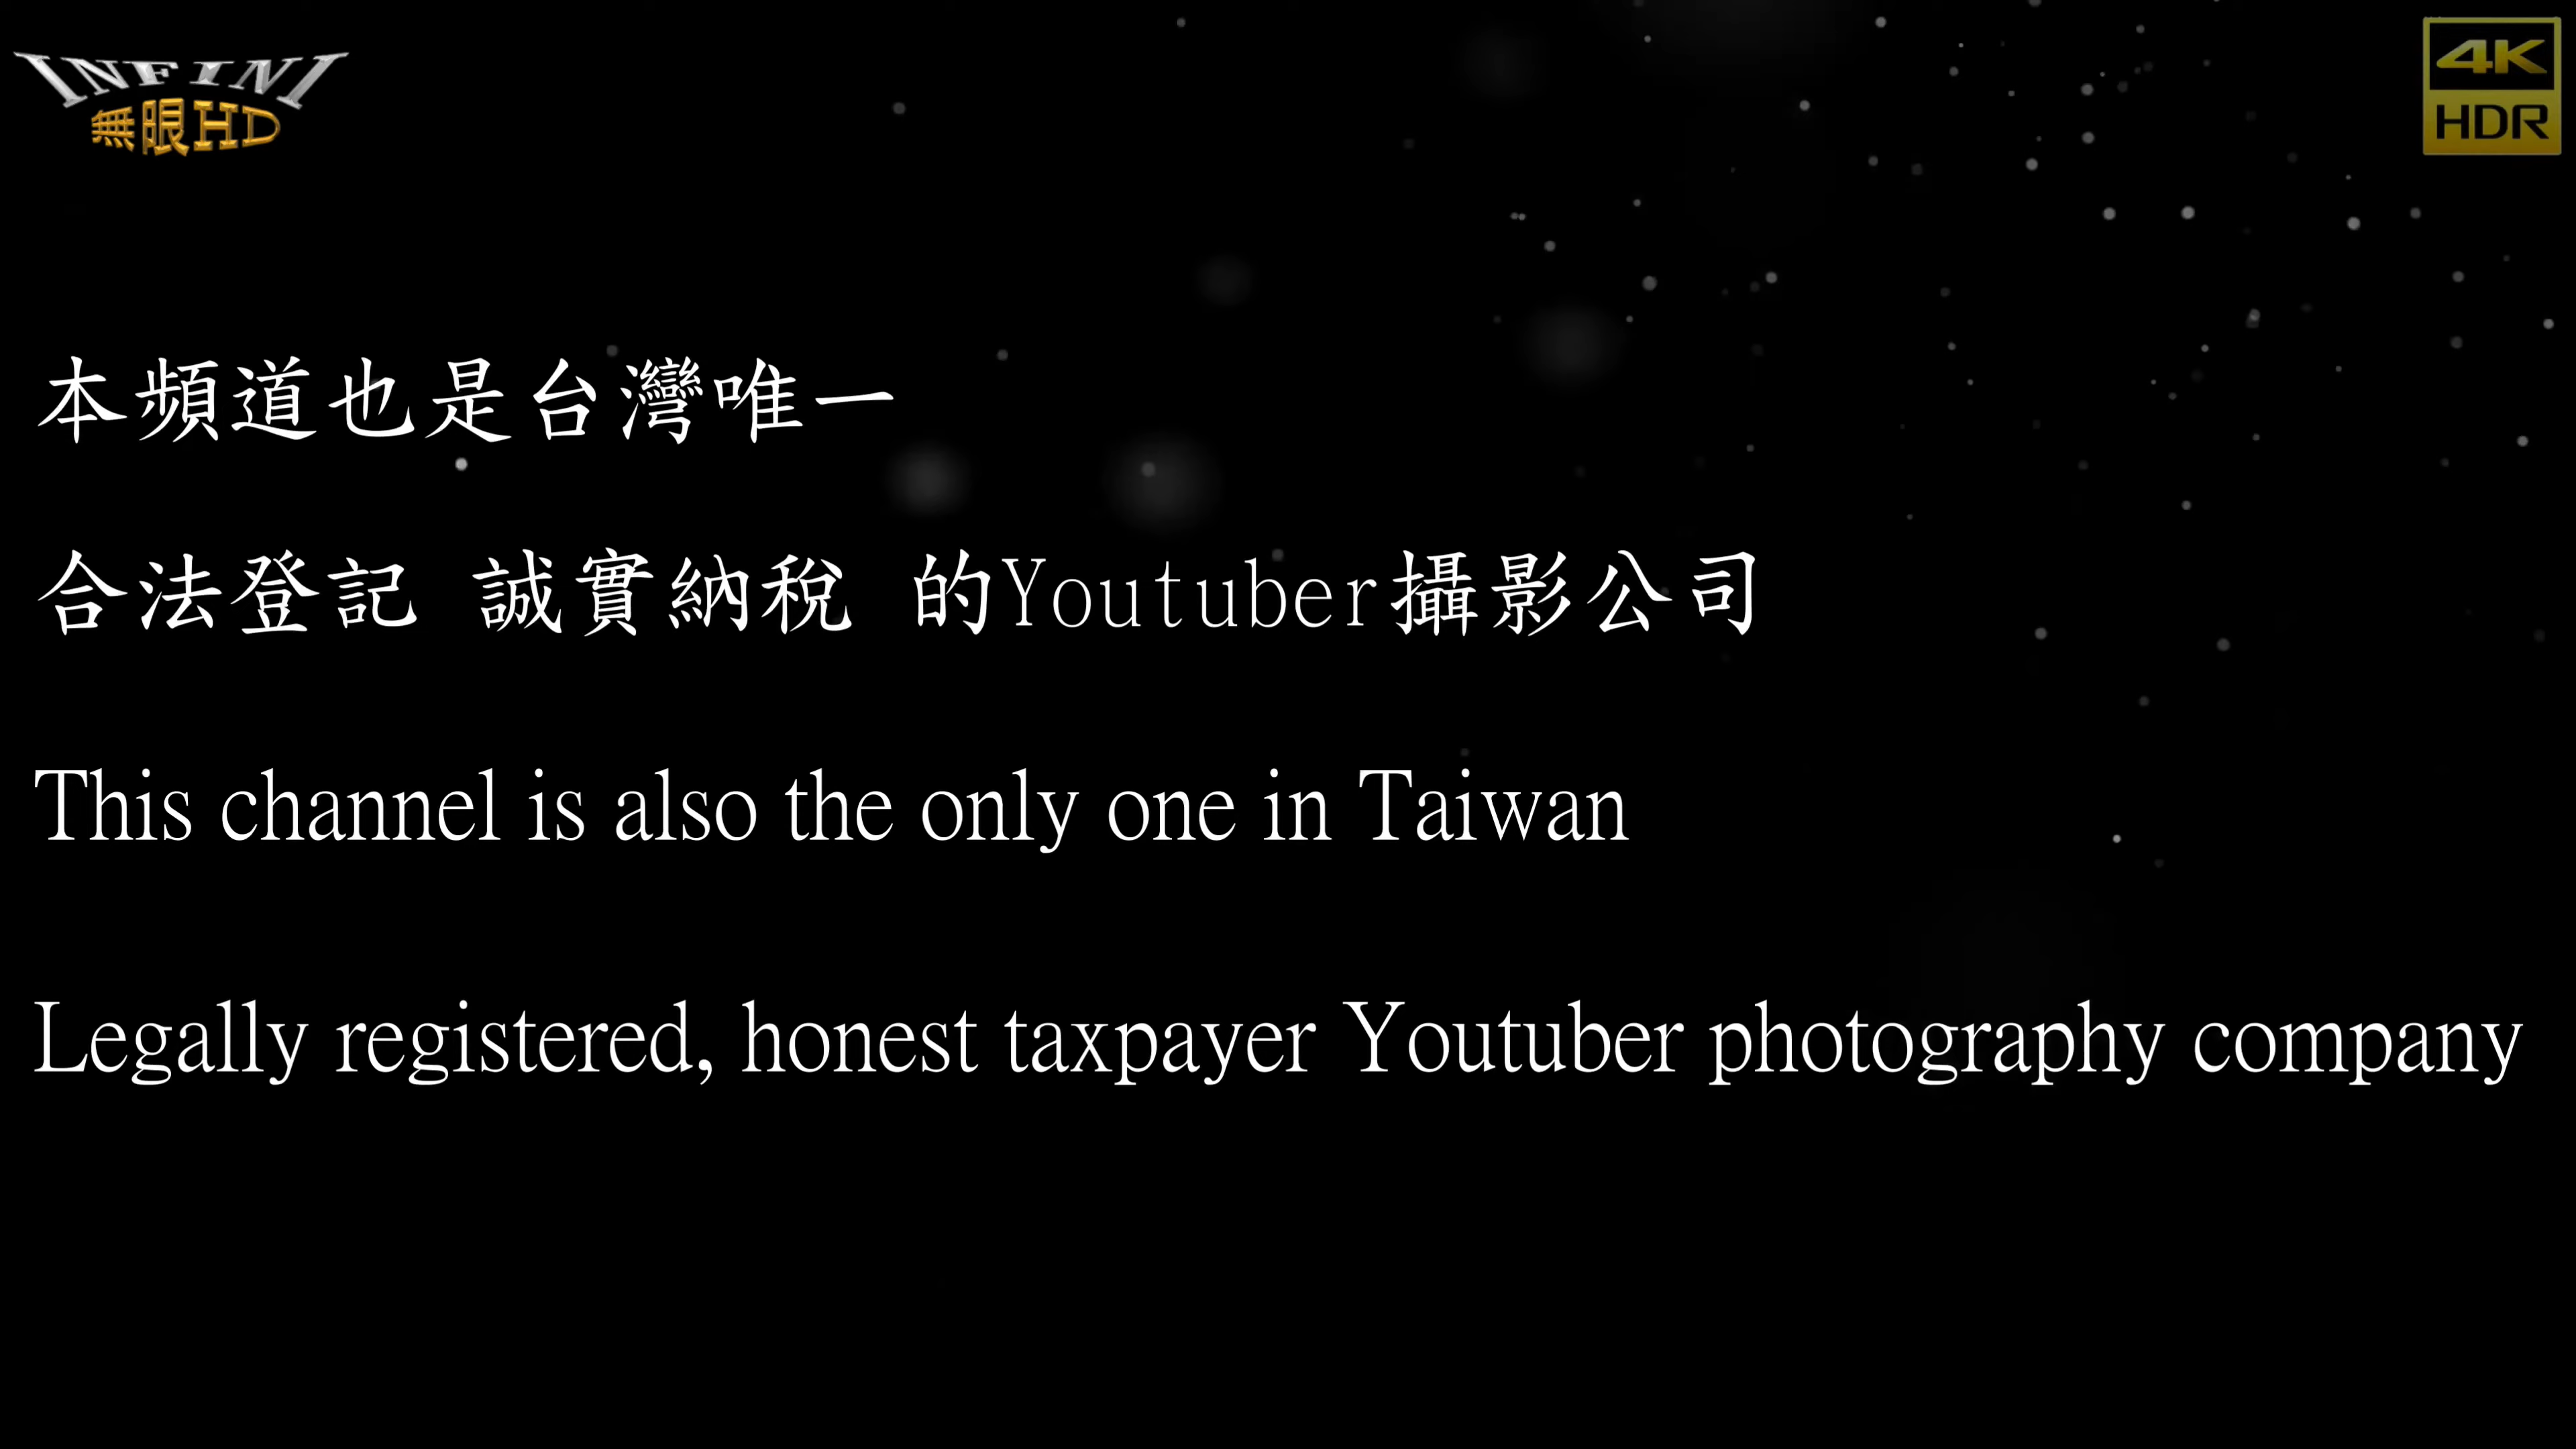 INFINI
無限HD
4K
HDR
本頻道也是台灣唯一
合法登記 誠實納稅 的Youtuber攝影公司
This channel is also the only one in Taiwan
Legally registered, honest taxpayer Youtuber photography company